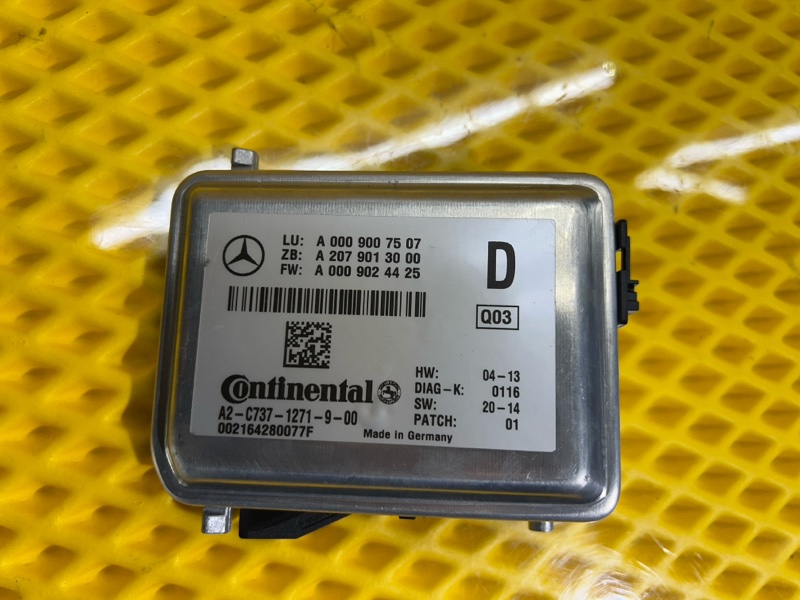 LU: A 000 900 75 07
ZB: A 207 901 30 00
FW: A 000 902 44 25
D
Q03
Continental
A2-C737-1271-9-00
002164280077F
HW: 04-13
DIAG-K: 0116
SW: 20-14
PATCH: 01
Made in Germany